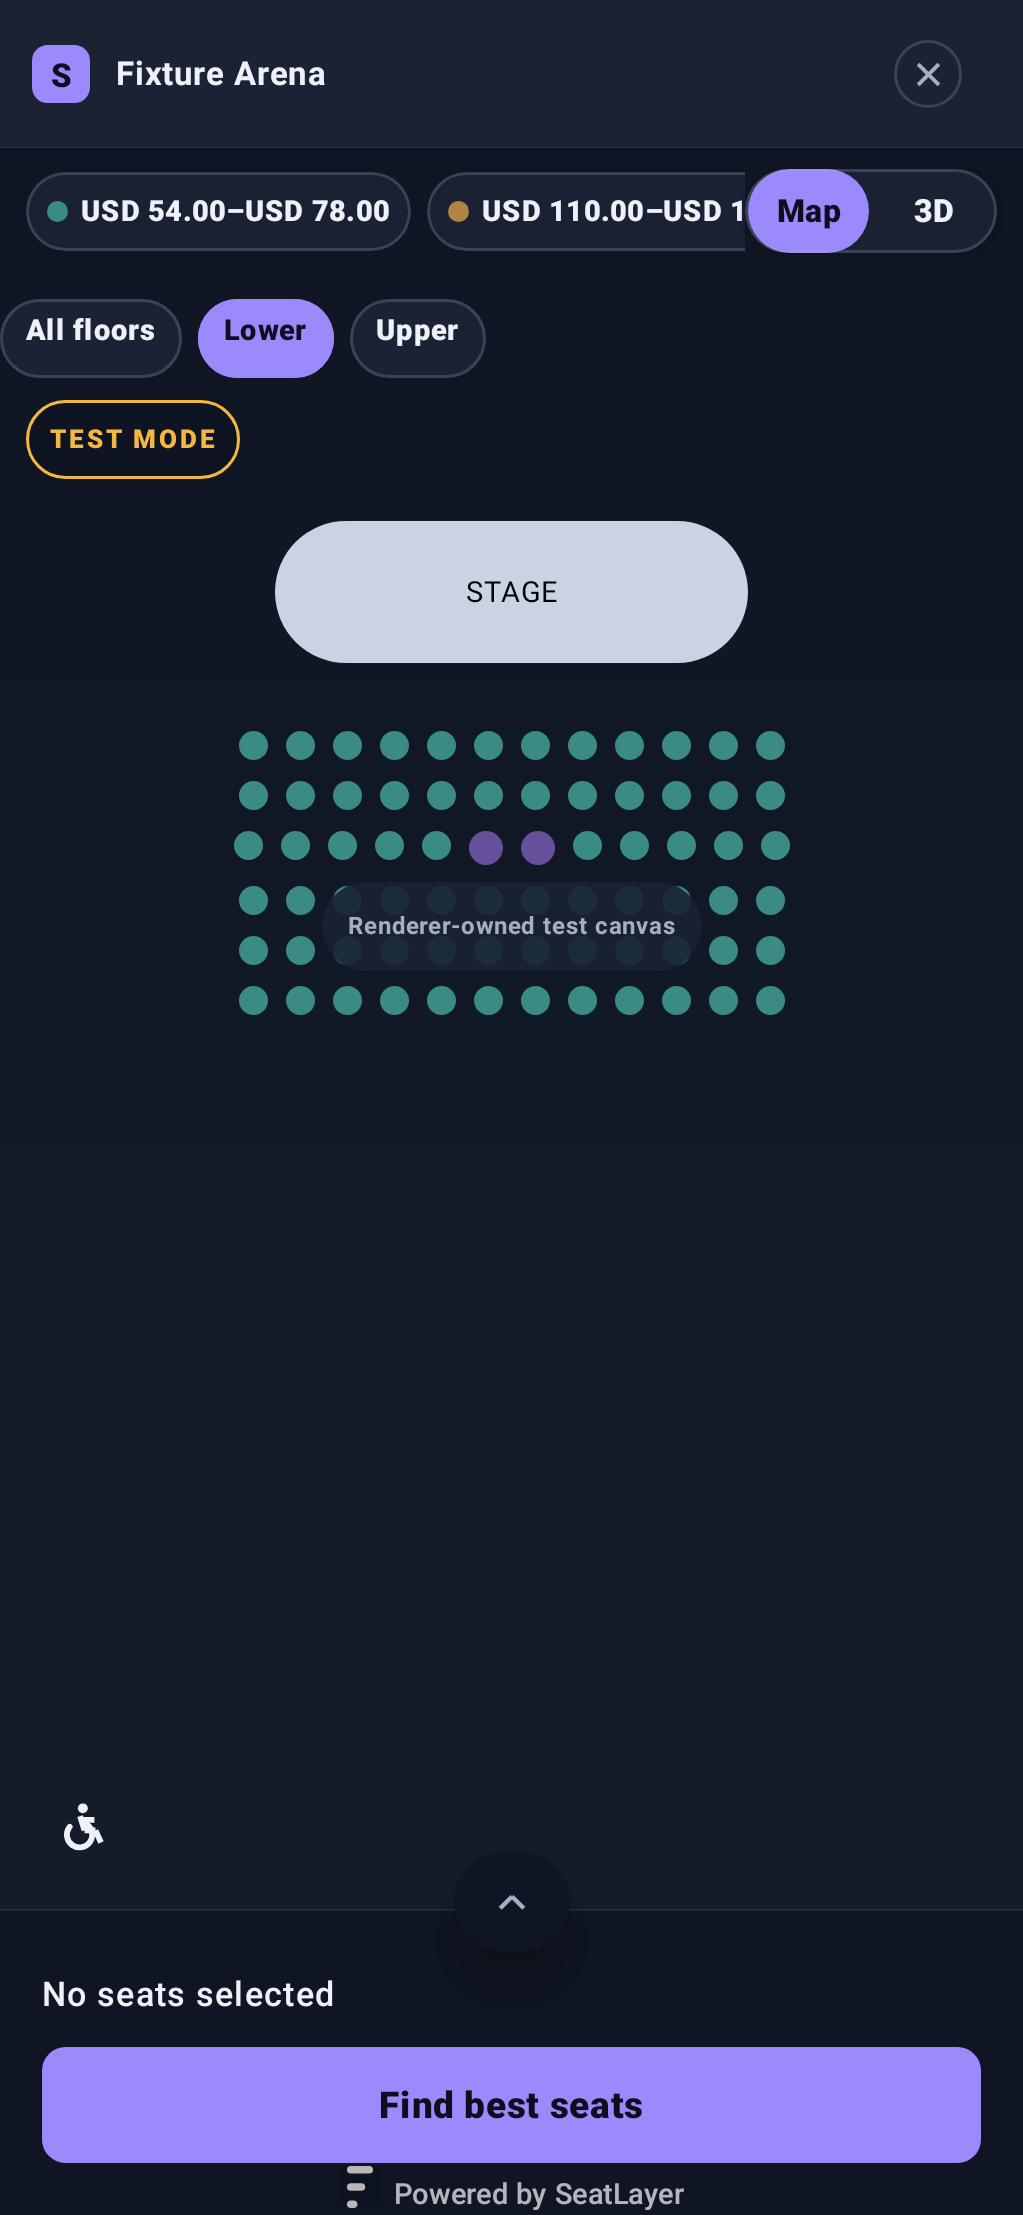 S
Fixture Arena
USD 54.00–USD 78.00
USD 110.00–USD 1
Map
3D
All floors
Lower
Upper
TEST MODE
STAGE
Renderer-owned test canvas
No seats selected
Find best seats
Powered by SeatLayer